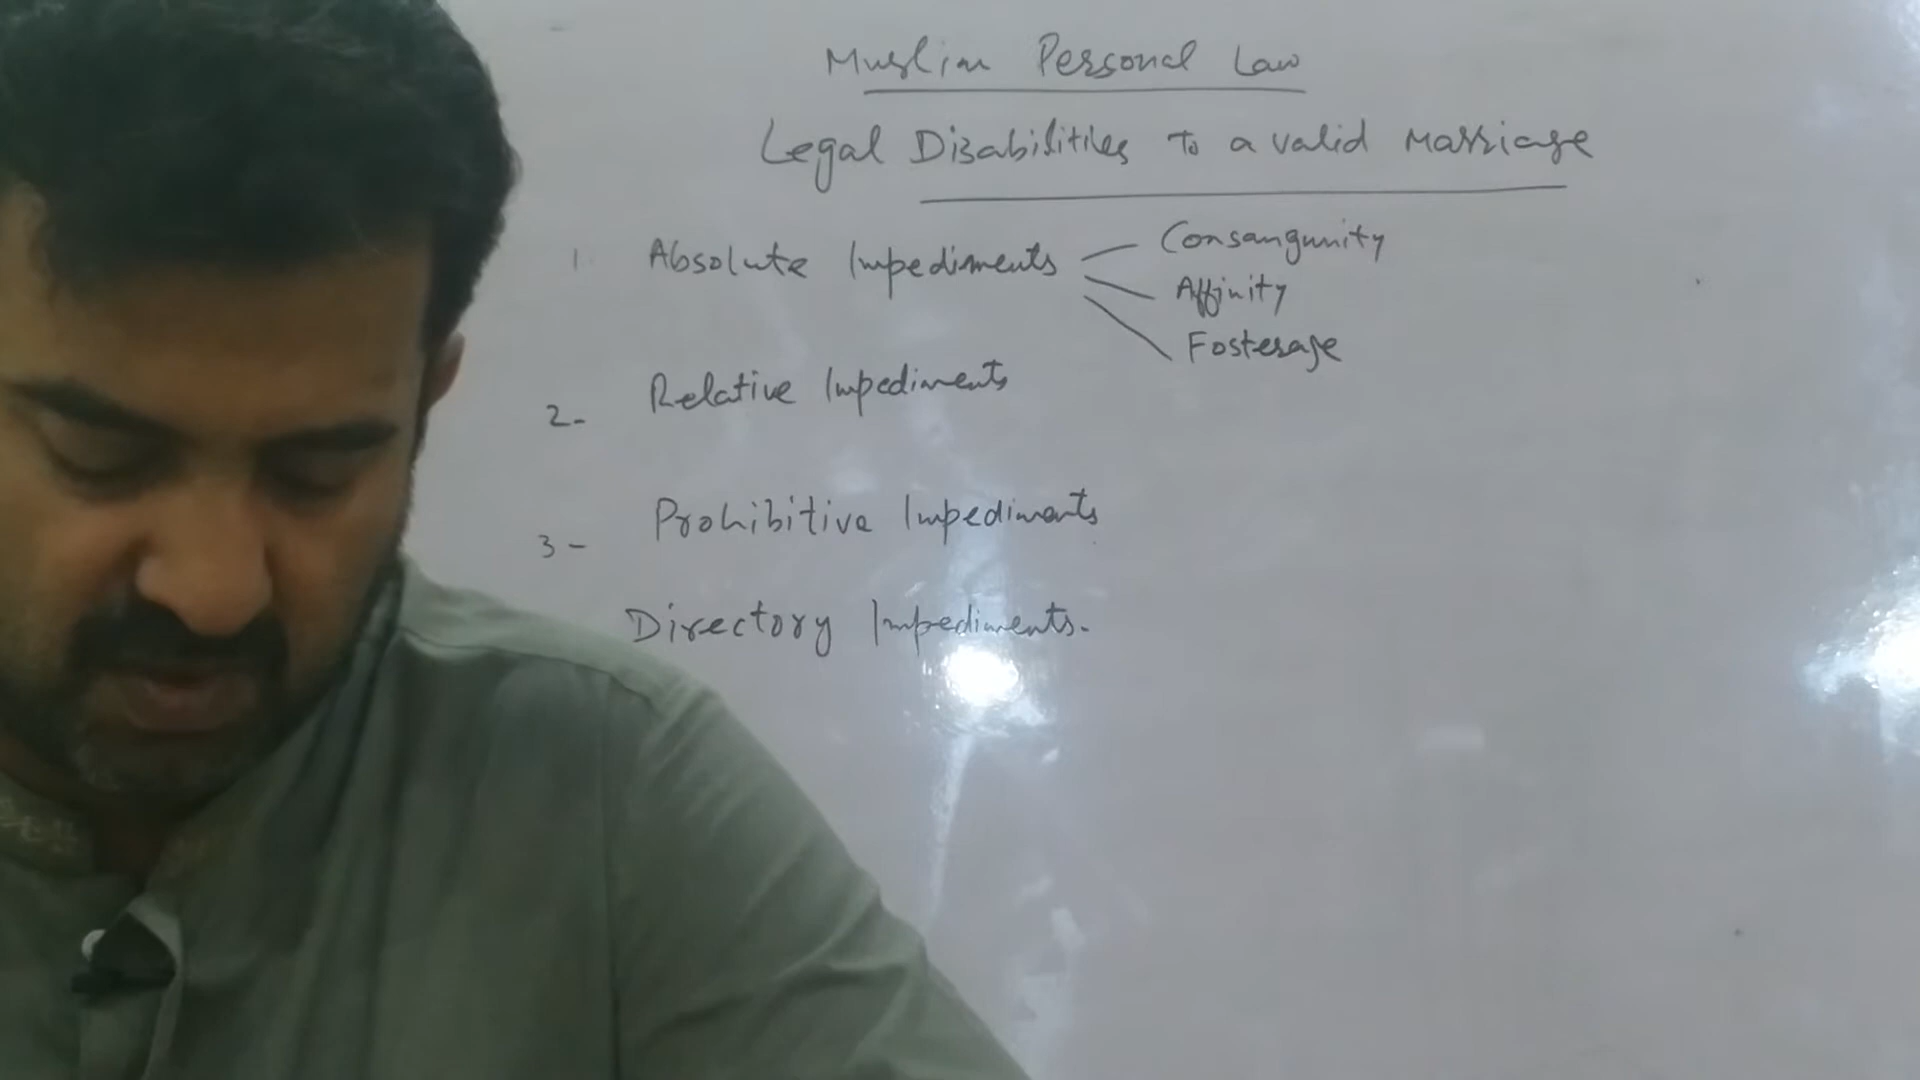 Muslim Personal Law
Legal Disabilities To a valid Marriage
1. Absolute Impediments
Consangunity
Affinity
Fosterage
2- Relative Impediments
3- Prohibitive Impediments
Directory Impediments.